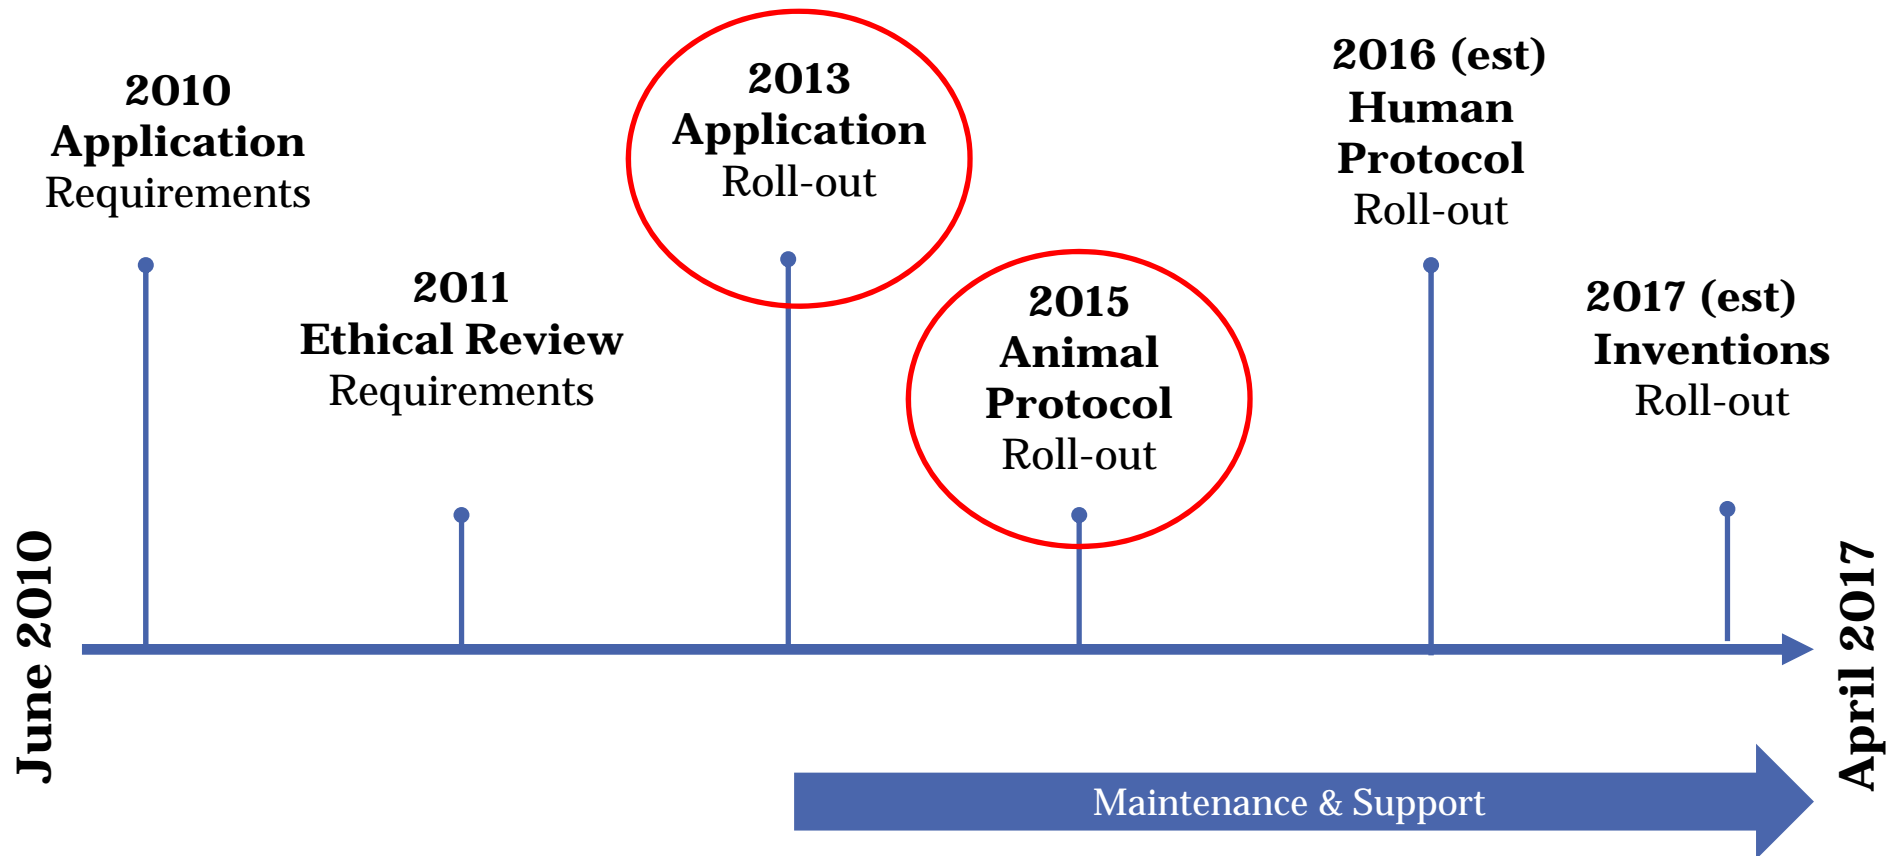 2010
Application
Requirements
2011
Ethical Review
Requirements
2013
Application
Roll-out
2015
Animal
Protocol
Roll-out
2016 (est)
Human
Protocol
Roll-out
2017 (est)
Inventions
Roll-out
June 2010
April 2017
Maintenance & Support